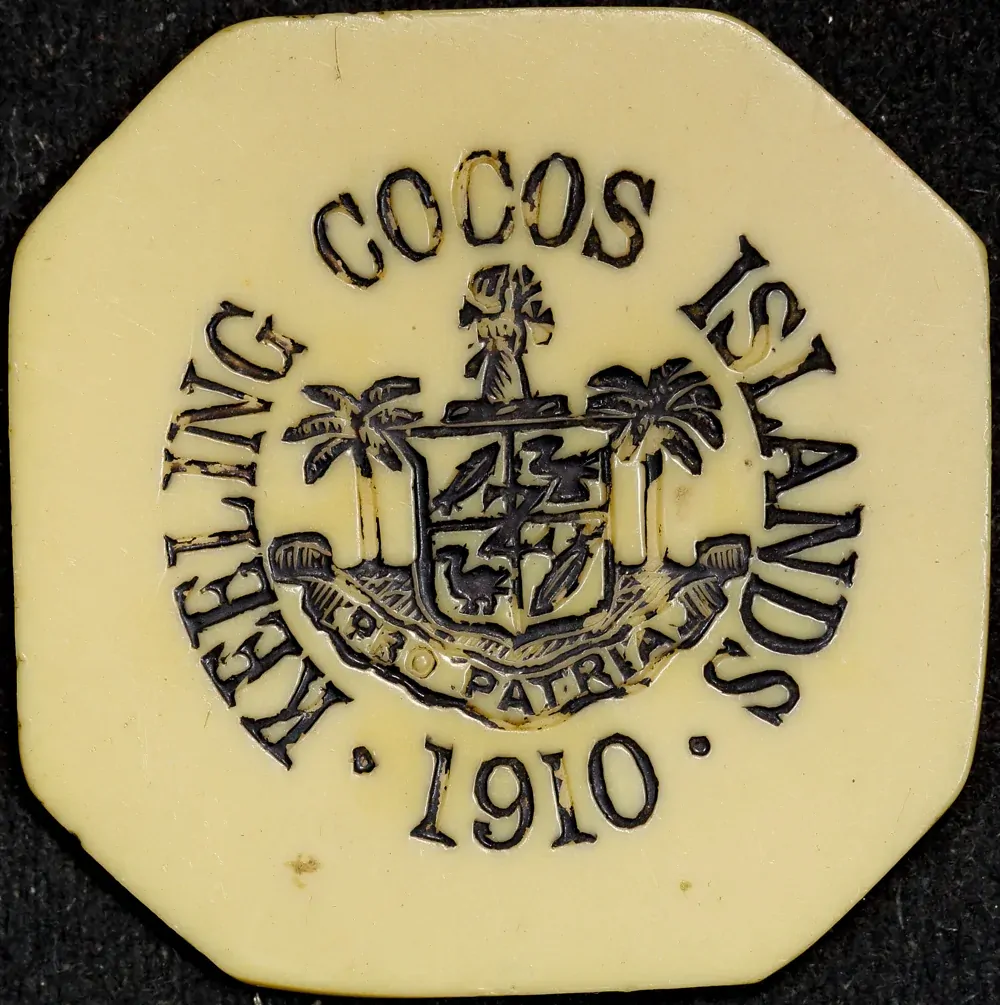 KEELING COCOS ISLANDS
PRO PATRIA
· 1910 ·